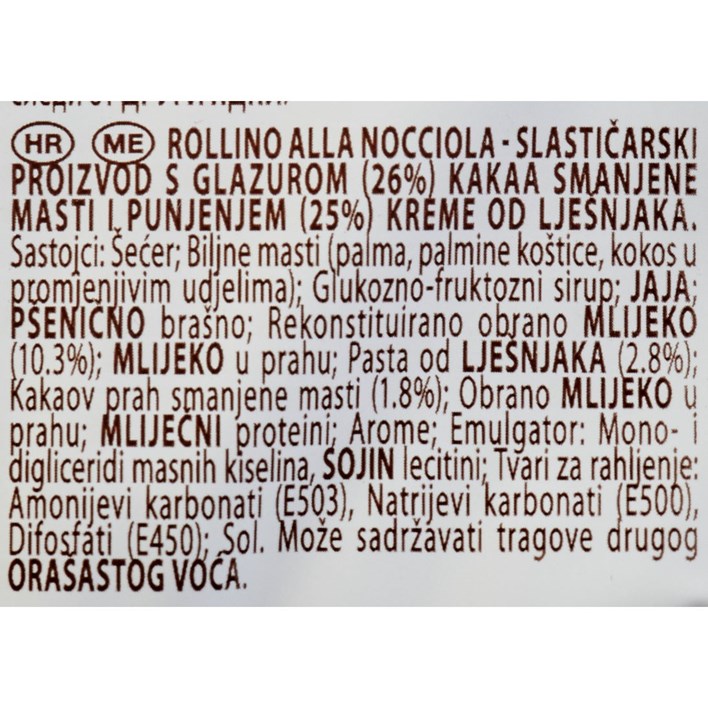 HR ME ROLLINO ALLA NOCCIOLA - SLASTIČARSKI
PROIZVOD S GLAZUROM (26%) KAKAA SMANJENE
MASTI I PUNJENJEM (25%) KREME OD LJEŠNJAKA.
Sastojci: Šećer; Biljne masti (palma, palmine koštice, kokos u
promjenjivim udjelima); Glukozno-fruktozni sirup; JAJA;
PŠENIČNO brašno; Rekonstituirano obrano MLIJEKO
(10.3%); MLIJEKO u prahu; Pasta od LJEŠNJAKA (2.8%);
Kakaov prah smanjene masti (1.8%); Obrano MLIJEKO u
prahu; MLIJEČNI proteini; Arome; Emulgator: Mono- i
digliceridi masnih kiselina, SOJIN lecitini; Tvari za rahljenje:
Amonijevi karbonati (E503), Natrijevi karbonati (E500),
Difosfati (E450); Sol. Može sadržavati tragove drugog
ORAŠASTOG VOĆA.